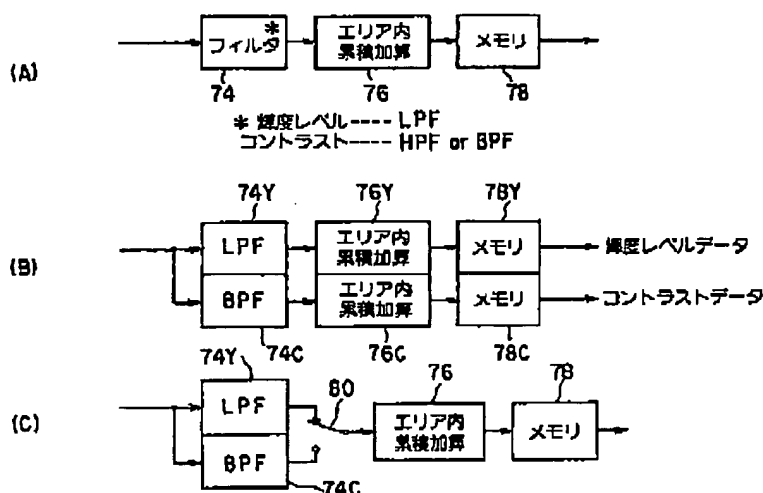 (A)
フィルタ*
エリア内
累積加算
メモリ
74
76
78
* 輝度レベル---- LPF
コントラスト---- HPF or BPF
(B)
74Y
76Y
78Y
LPF
エリア内
累積加算
メモリ
輝度レベルデータ
BPF
エリア内
累積加算
メモリ
コントラストデータ
74C
76C
78C
(C)
74Y
80
76
78
LPF
エリア内
累積加算
メモリ
BPF
74C